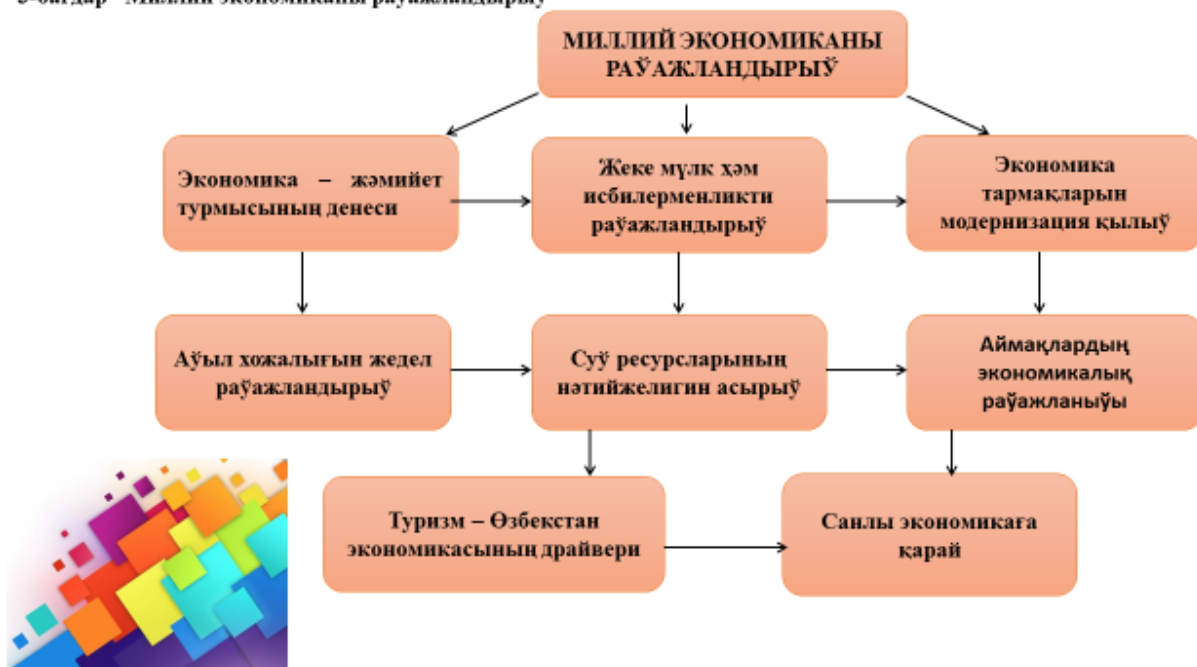 МИЛЛИЙ ЭКОНОМИКАНЫ
РАЎАЖЛАНДЫРЫЎ
Экономика – жәмийет
турмысының денеси
Жеке мүлк ҳәм
исбилерменликти
раўажландырыў
Экономика
тармақларын
модернизация қылыў
Аўыл хожалығын жедел
раўажландырыў
Суў ресурсларының
нәтийжелигин асырыў
Аймақлардың
экономикалық
раўажланыўы
Туризм – Өзбекстан
экономикасының драйвери
Санлы экономикаға
қарай